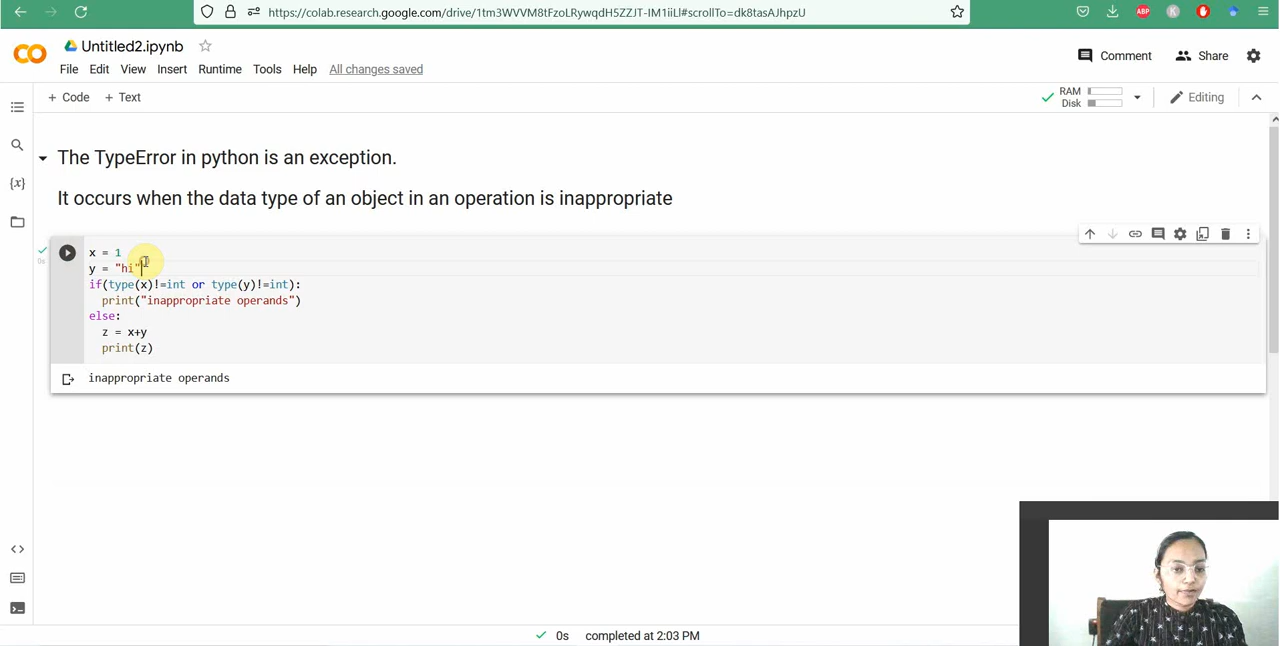 https://colab.research.google.com/drive/1tm3WVVM8tFzoLRywqdH5ZZJT-IM1iiLl#scrollTo=dk8tasAJhpzU
ABP
K
CO
Untitled2.ipynb
File Edit View Insert Runtime Tools Help All changes saved
Comment Share
+ Code + Text
RAM
Disk
Editing
{x}
The TypeError in python is an exception.
It occurs when the data type of an object in an operation is inappropriate
0s
x = 1
y = "hi"
if(type(x)!=int or type(y)!=int):
print("inappropriate operands")
else:
z = x+y
print(z)
inappropriate operands
0s completed at 2:03 PM